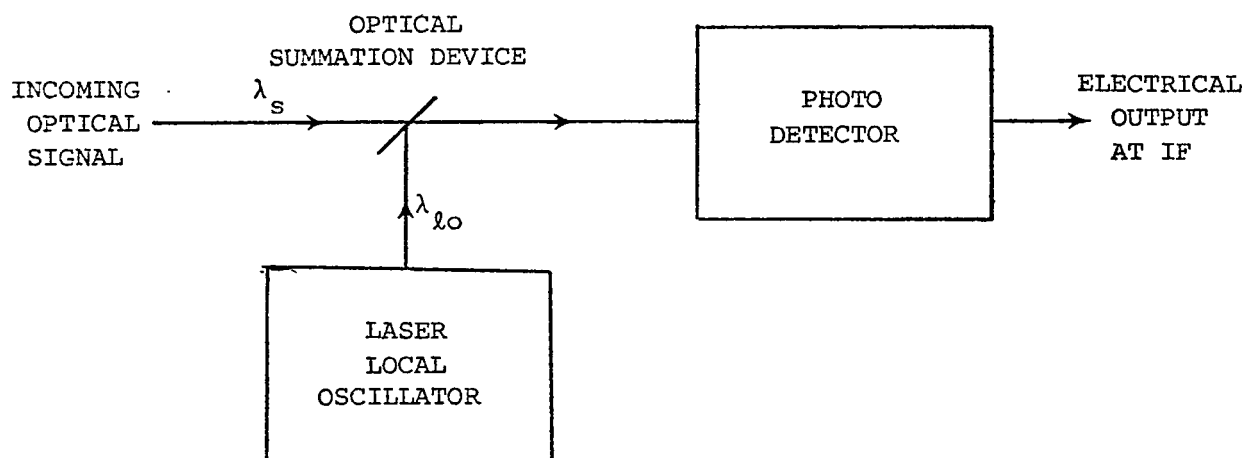 OPTICAL
SUMMATION DEVICE
INCOMING
OPTICAL
SIGNAL
λs
PHOTO
DETECTOR
ELECTRICAL
OUTPUT
AT IF
λℓo
LASER
LOCAL
OSCILLATOR